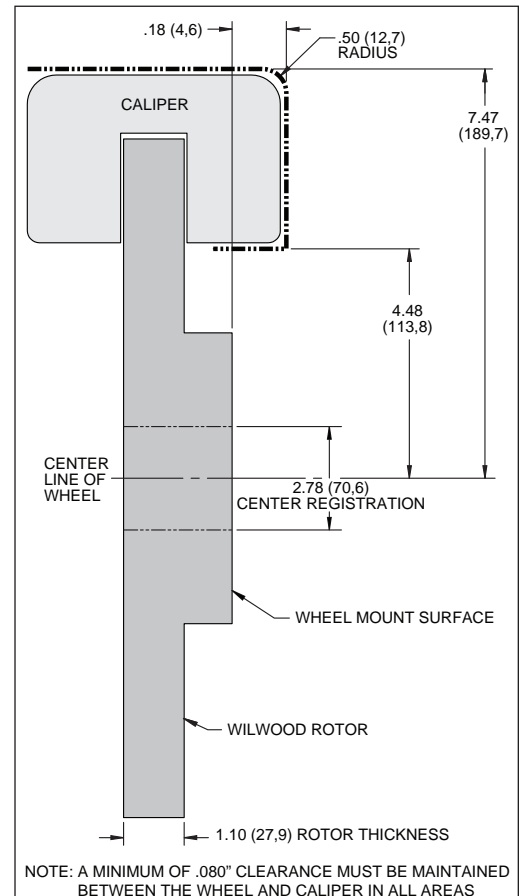 .18 (4,6)
.50 (12,7)
RADIUS
CALIPER
7.47
(189,7)
4.48
(113,8)
CENTER
LINE OF
WHEEL
2.78 (70,6)
CENTER REGISTRATION
WHEEL MOUNT SURFACE
WILWOOD ROTOR
1.10 (27,9) ROTOR THICKNESS
NOTE: A MINIMUM OF .080" CLEARANCE MUST BE MAINTAINED
BETWEEN THE WHEEL AND CALIPER IN ALL AREAS